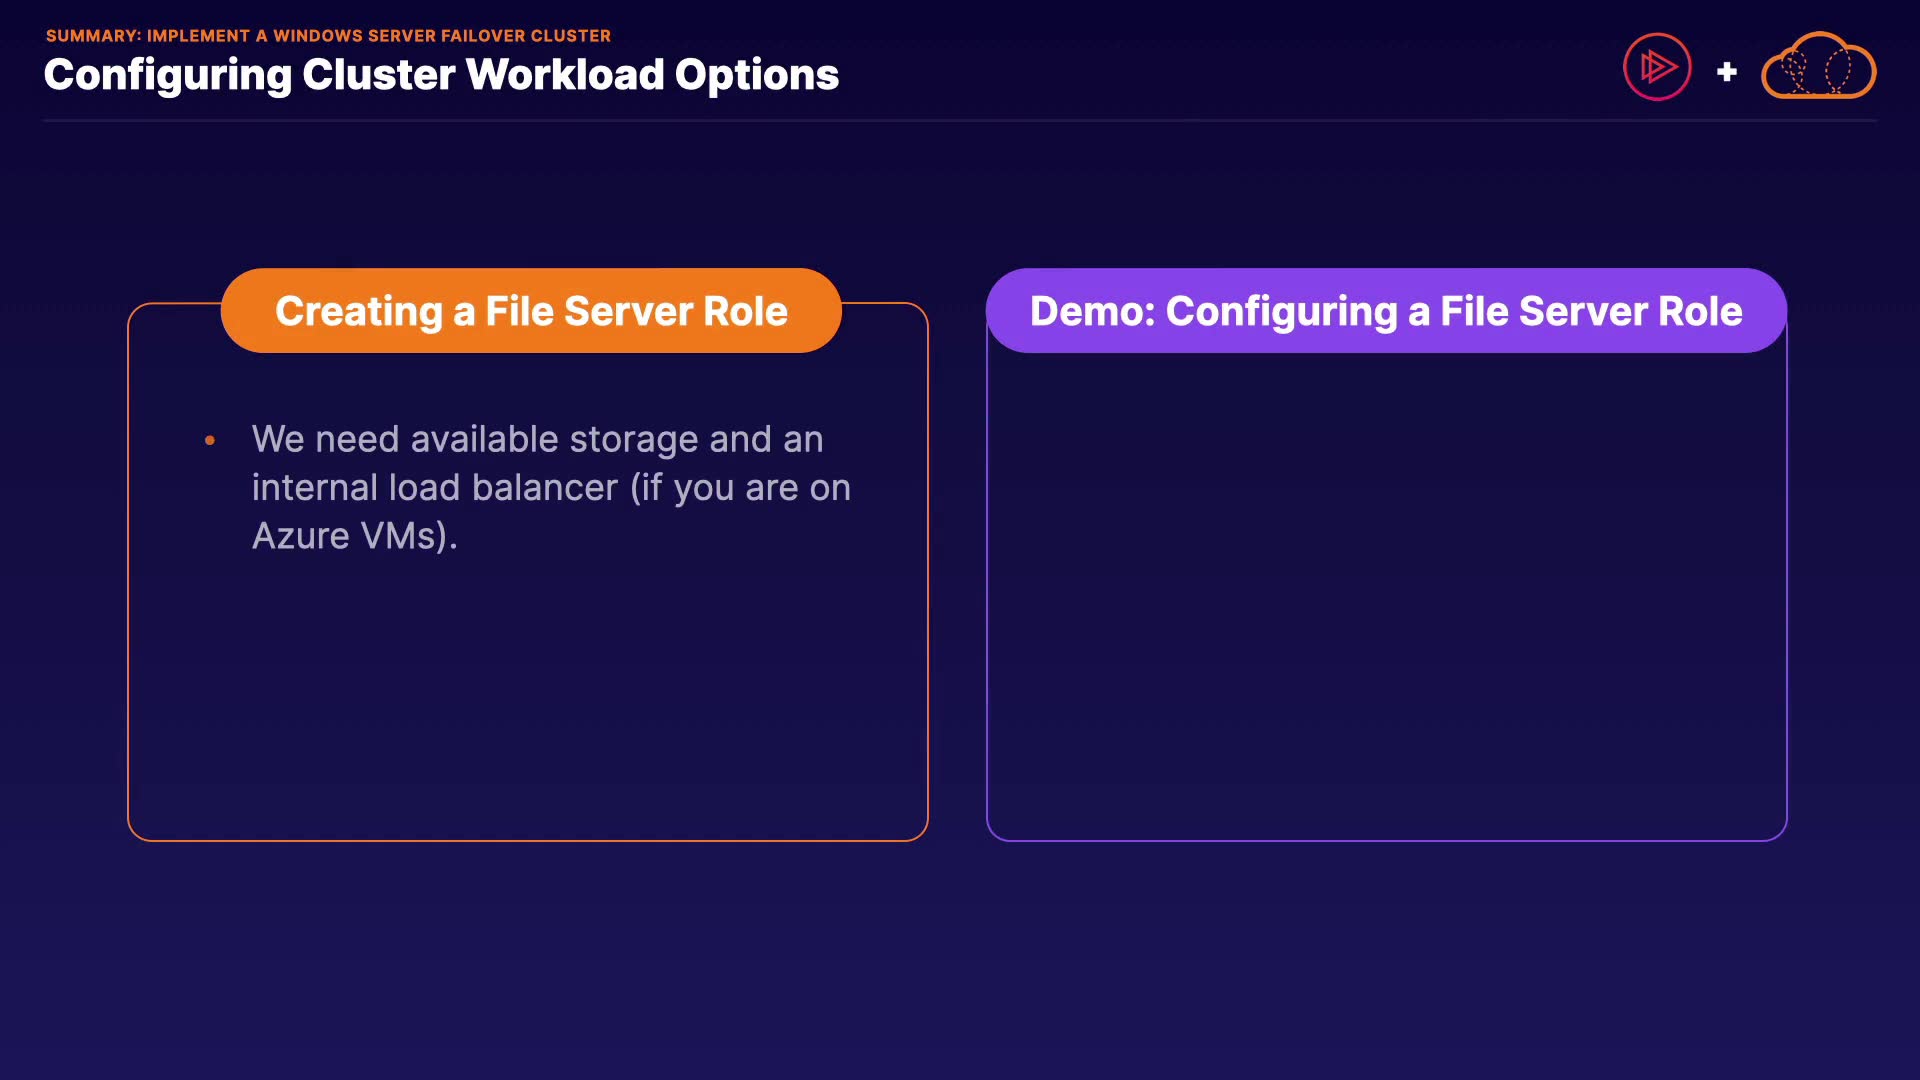 SUMMARY: IMPLEMENT A WINDOWS SERVER FAILOVER CLUSTER
Configuring Cluster Workload Options
Creating a File Server Role
• We need available storage and an
internal load balancer (if you are on
Azure VMs).
Demo: Configuring a File Server Role